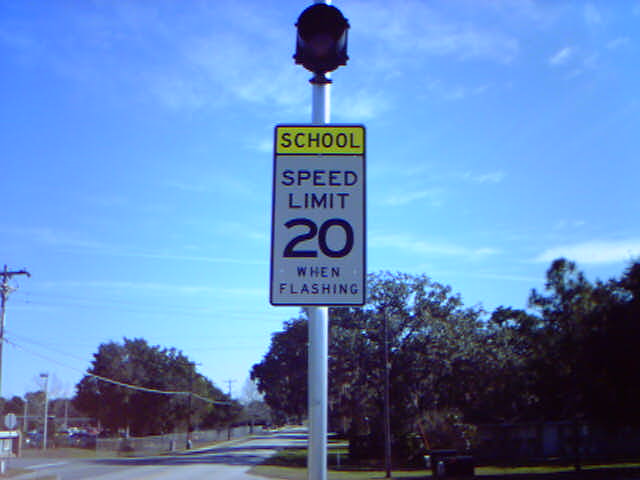 SCHOOL
SPEED
LIMIT
20
WHEN
FLASHING